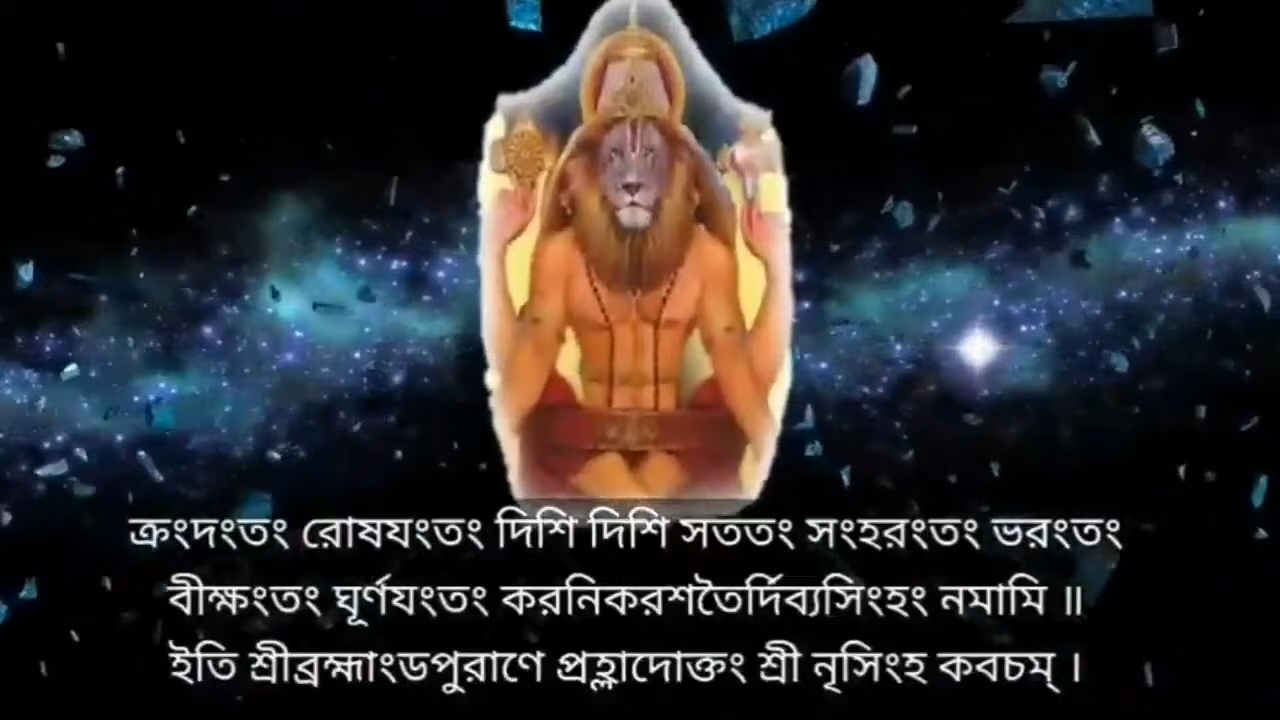 ক্রংদংতং রোষযংতং দিশি দিশি সততং সংহরংতং ভরংতং
বীক্ষংতং ঘূর্ণযংতং করনিকরশতৈর্দিব্যসিংহং নমামি ॥
ইতি শ্রীব্রহ্মাংডপুরাণে প্রহ্লাদোক্তং শ্রী নৃসিংহ কবচম্ ।